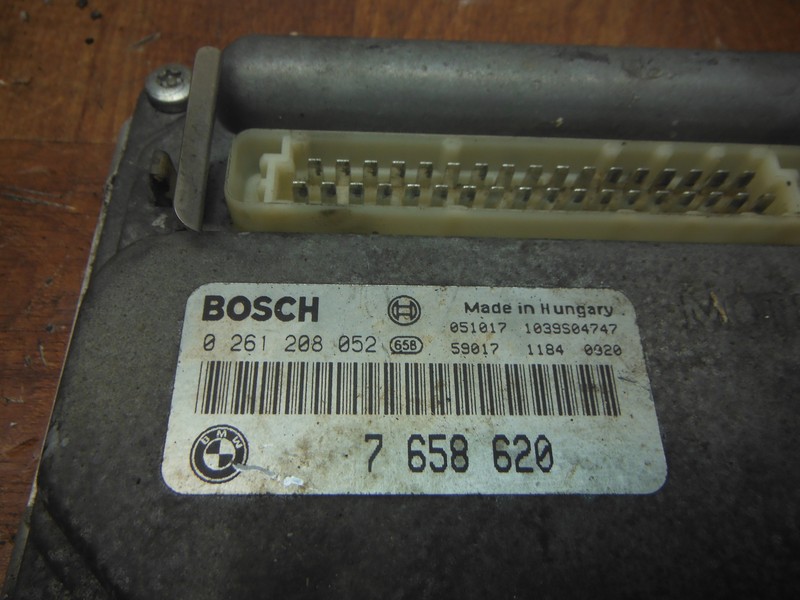 BOSCH
Made in Hungary
051017 1039S04747
0 261 208 052 658
59017 1184 0920
BMW
7 658 620